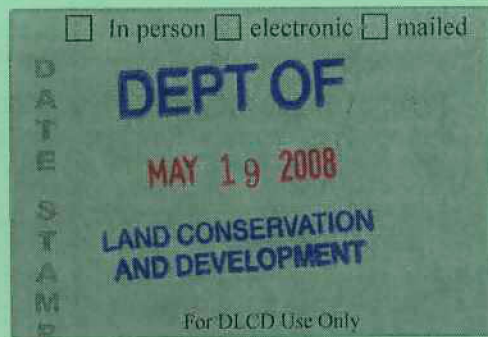 ☐ In person ☐ electronic ☐ mailed
DATE STAMP
DEPT OF
MAY 19 2008
LAND CONSERVATION
AND DEVELOPMENT
For DLCD Use Only